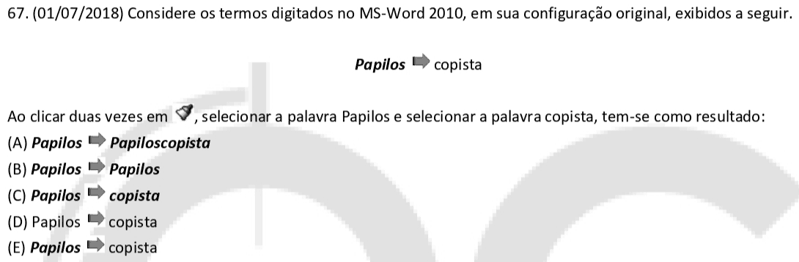 67. (01/07/2018) Considere os termos digitados no MS-Word 2010, em sua configuração original, exibidos a seguir.
Papilos copista
Ao clicar duas vezes em , selecionar a palavra Papilos e selecionar a palavra copista, tem-se como resultado:
(A) Papilos Papiloscopista
(B) Papilos Papilos
(C) Papilos copista
(D) Papilos copista
(E) Papilos copista